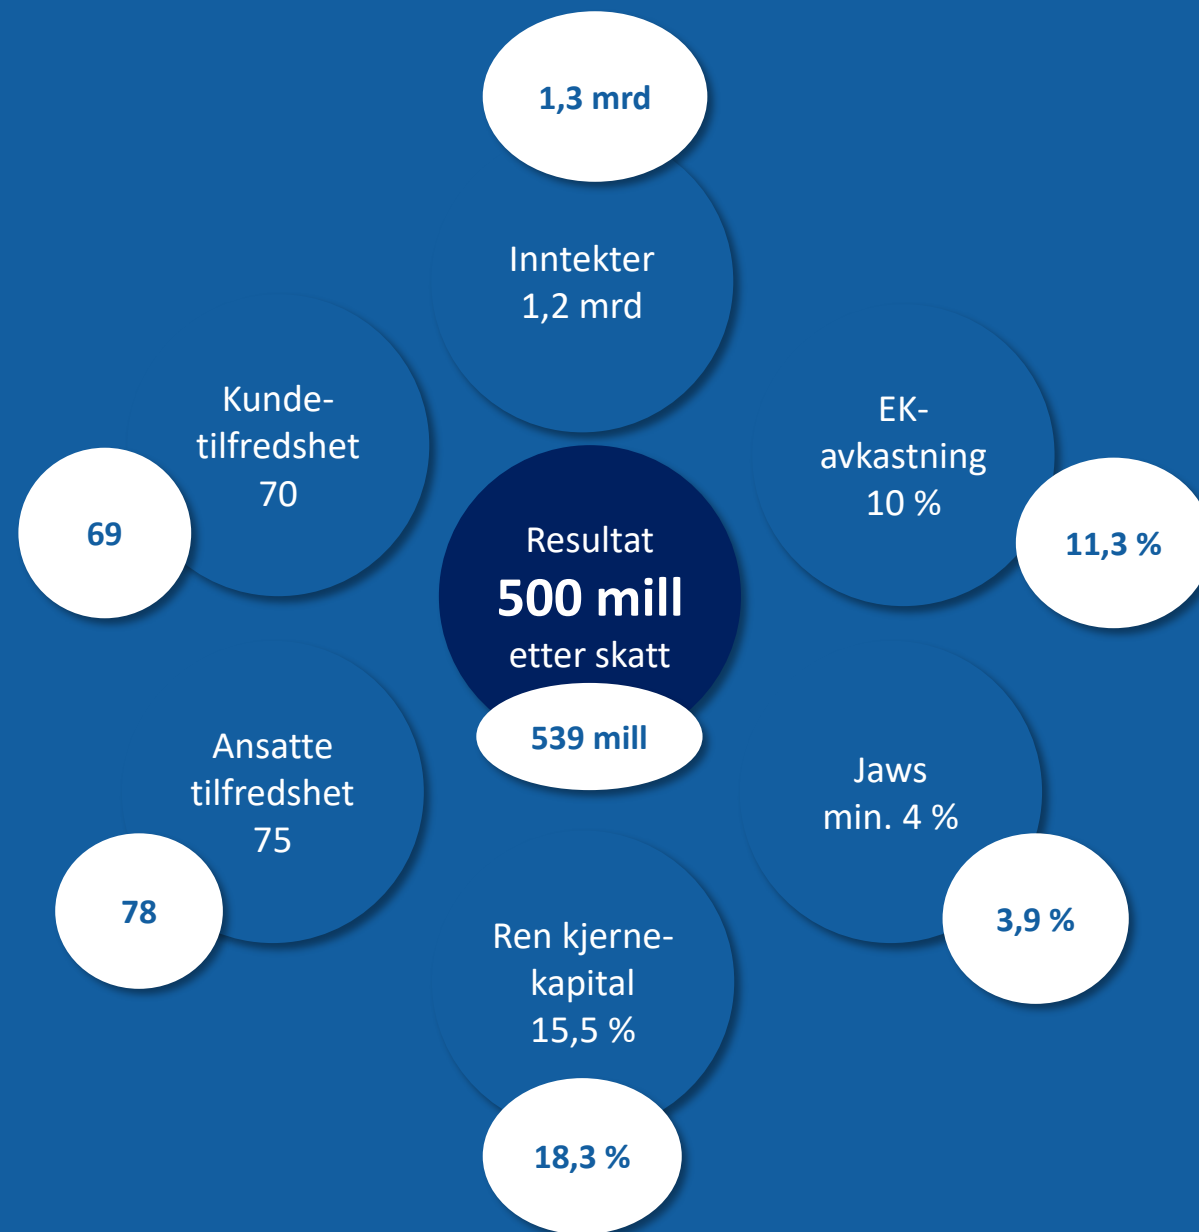 1,3 mrd
Inntekter
1,2 mrd
Kunde-
tilfredshet
70
69
EK-
avkastning
10 %
11,3 %
Resultat
500 mill
etter skatt
539 mill
Ansatte
tilfredshet
75
78
Jaws
min. 4 %
3,9 %
Ren kjerne-
kapital
15,5 %
18,3 %